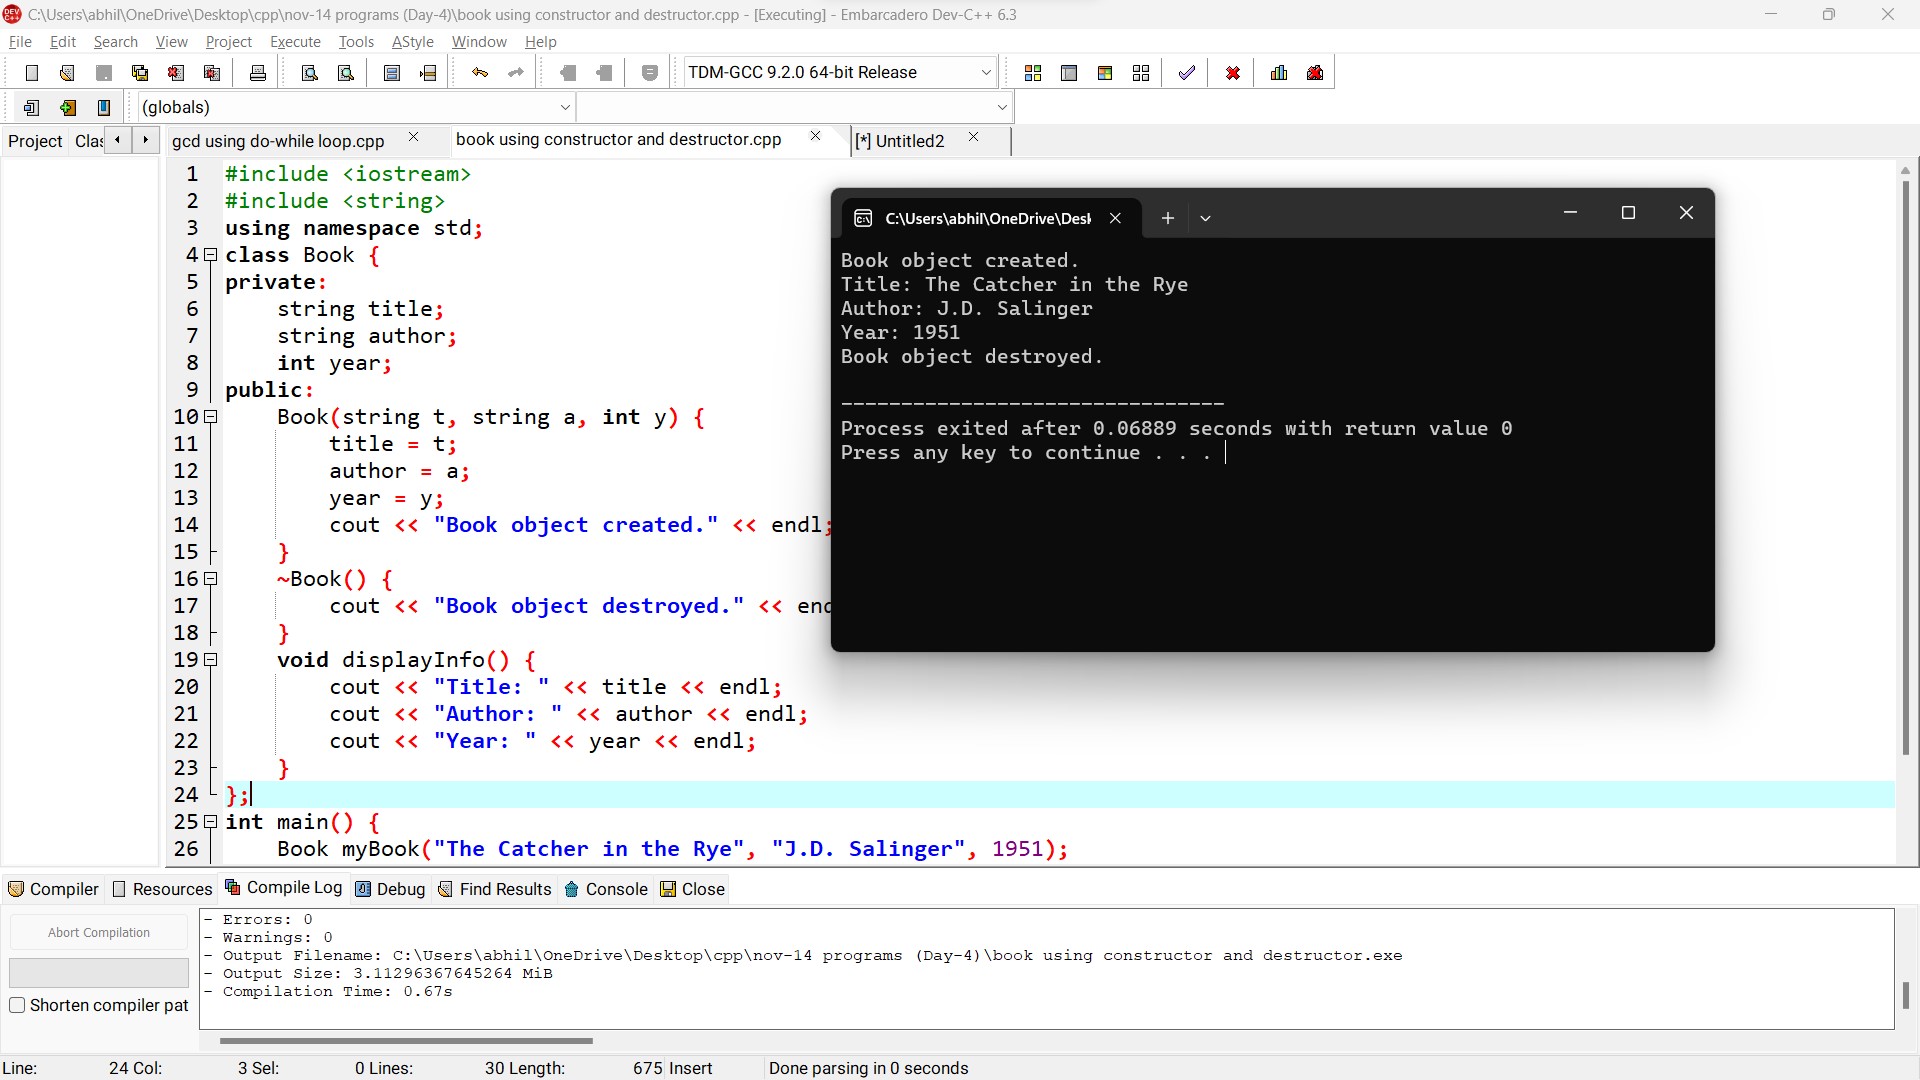 C:\Users\abhil\OneDrive\Desktop\cpp\nov-14 programs (Day-4)\book using constructor and destructor.cpp - [Executing] - Embarcadero Dev-C++ 6.3
File Edit Search View Project Execute Tools AStyle Window Help
TDM-GCC 9.2.0 64-bit Release
(globals)
Project Clas gcd using do-while loop.cpp book using constructor and destructor.cpp [*] Untitled2
1 #include <iostream>
2 #include <string>
3 using namespace std;
4 class Book {
5 private:
6     string title;
7     string author;
8     int year;
9 public:
10     Book(string t, string a, int y) {
11         title = t;
12         author = a;
13         year = y;
14         cout << "Book object created." << endl;
15     }
16     ~Book() {
17         cout << "Book object destroyed." << end
18     }
19     void displayInfo() {
20         cout << "Title: " << title << endl;
21         cout << "Author: " << author << endl;
22         cout << "Year: " << year << endl;
23     }
24 };
25 int main() {
26     Book myBook("The Catcher in the Rye", "J.D. Salinger", 1951);
C:\Users\abhil\OneDrive\Desk
Book object created.
Title: The Catcher in the Rye
Author: J.D. Salinger
Year: 1951
Book object destroyed.
--------------------------------
Process exited after 0.06889 seconds with return value 0
Press any key to continue . . .
Compiler Resources Compile Log Debug Find Results Console Close
Abort Compilation
Shorten compiler pat
- Errors: 0
- Warnings: 0
- Output Filename: C:\Users\abhil\OneDrive\Desktop\cpp\nov-14 programs (Day-4)\book using constructor and destructor.exe
- Output Size: 3.11296367645264 MiB
- Compilation Time: 0.67s
Line: 24 Col: 3 Sel: 0 Lines: 30 Length: 675 Insert Done parsing in 0 seconds